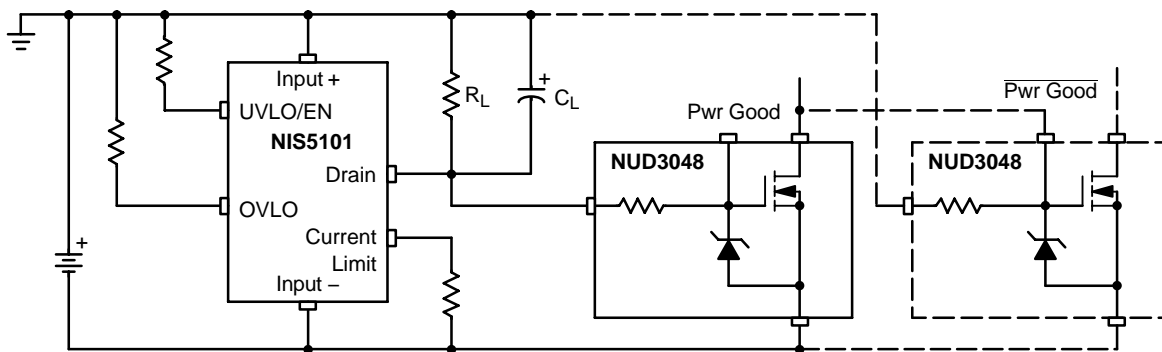 +
Input +
UVLO/EN
NIS5101
Drain
OVLO
Current
Limit
Input –
+
R_L
+
C_L
Pwr Good
NUD3048
Pwr Good
NUD3048